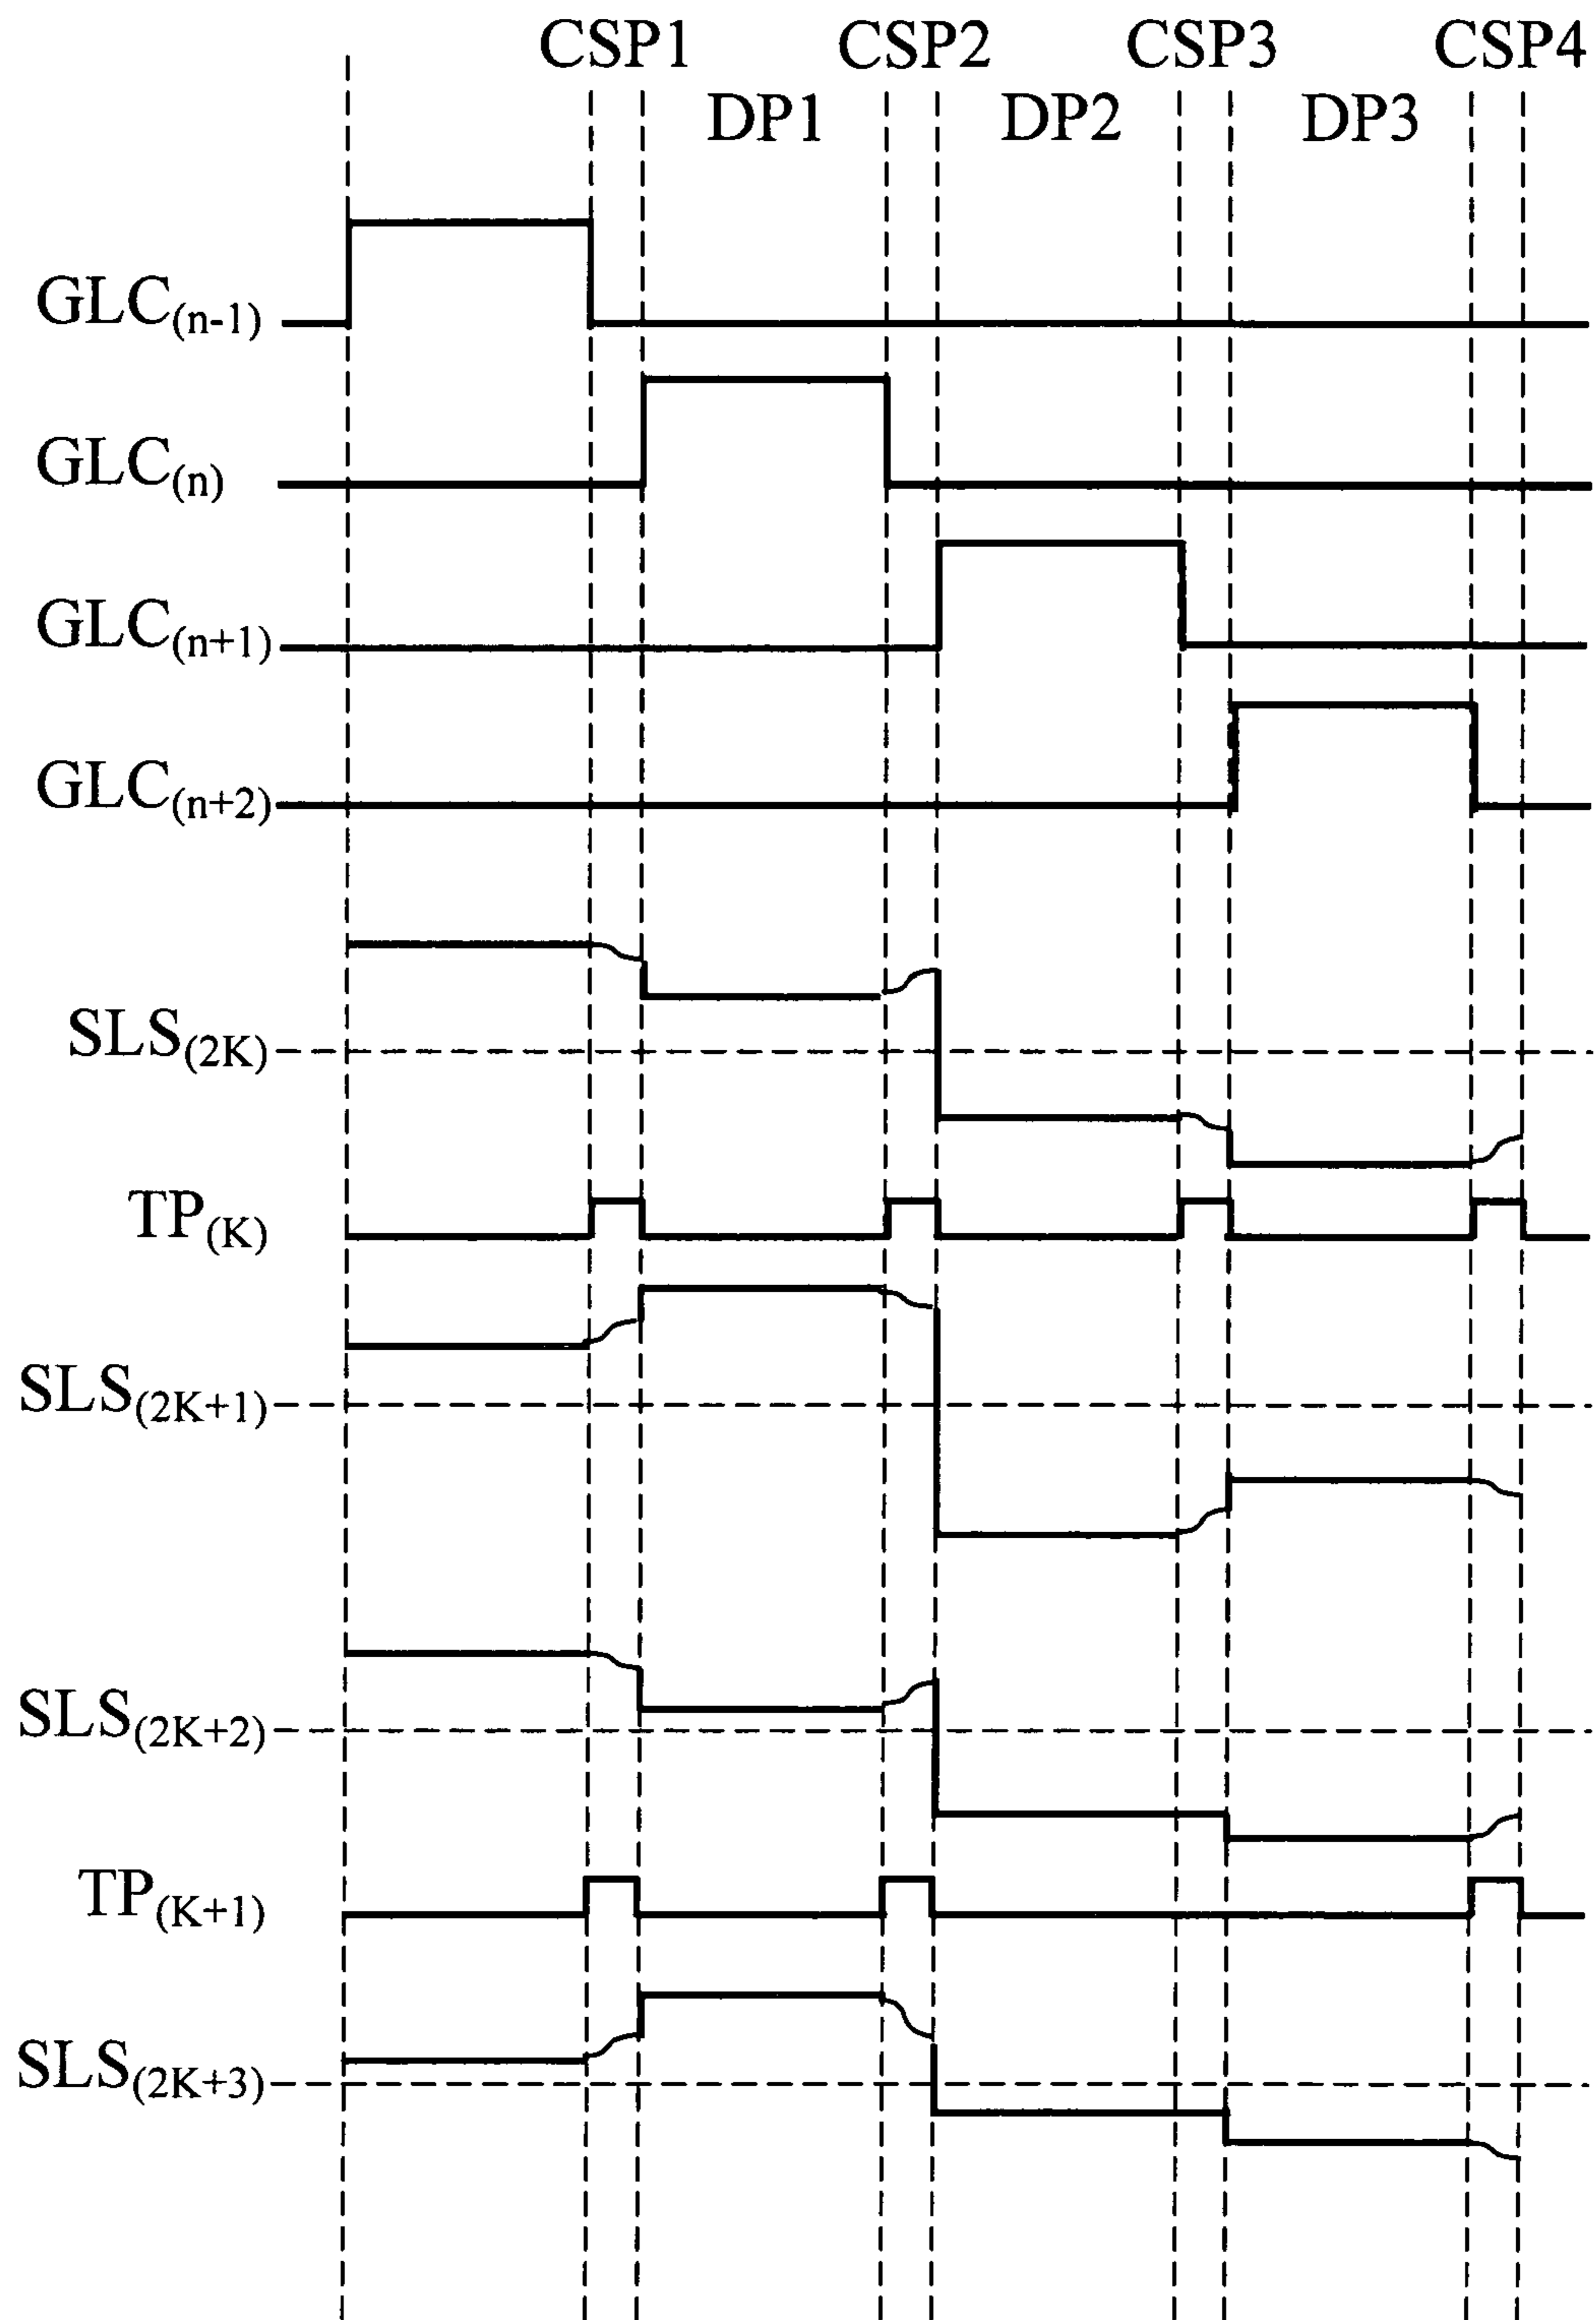 CSP1 CSP2 CSP3 CSP4
DP1 DP2 DP3
GLC(n-1)
GLC(n)
GLC(n+1)
GLC(n+2)
SLS(2K)
TP(K)
SLS(2K+1)
SLS(2K+2)
TP(K+1)
SLS(2K+3)